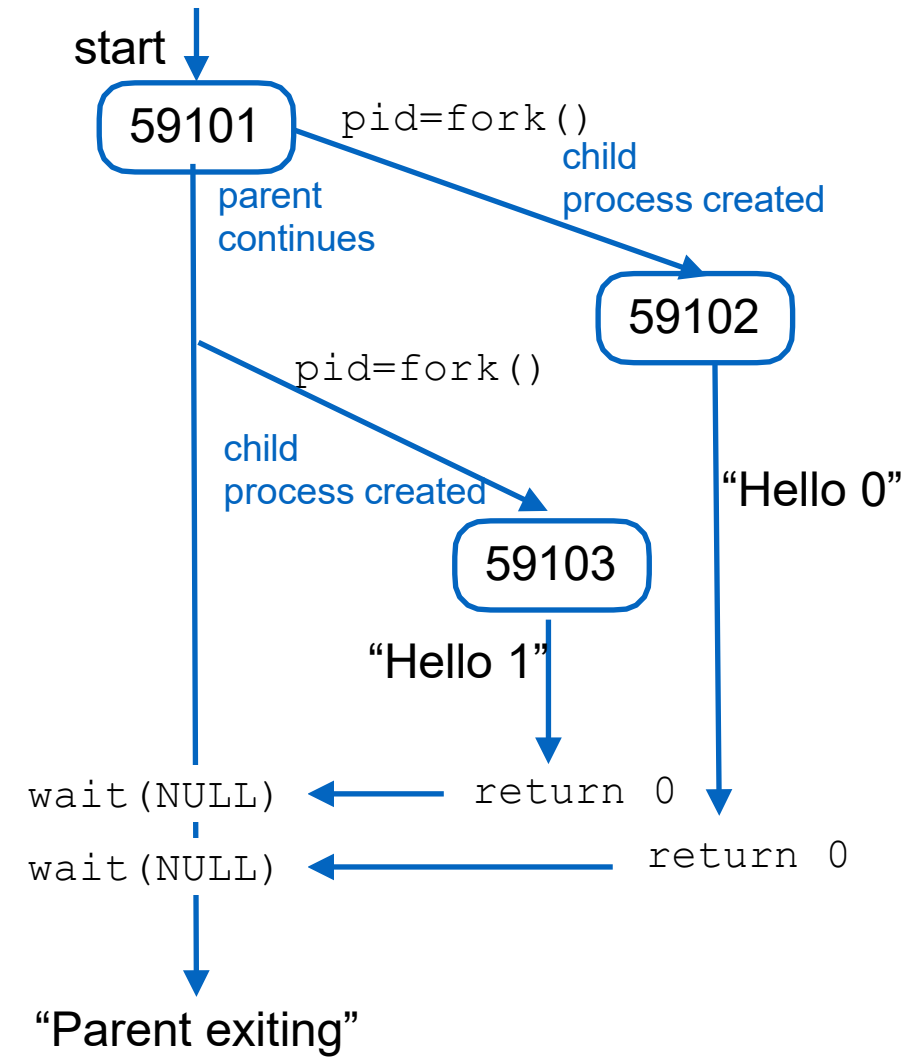 start
59101
pid=fork()
child
process created
parent
continues
59102
pid=fork()
child
process created
“Hello 0”
59103
“Hello 1”
wait(NULL)
return 0
wait(NULL)
return 0
“Parent exiting”